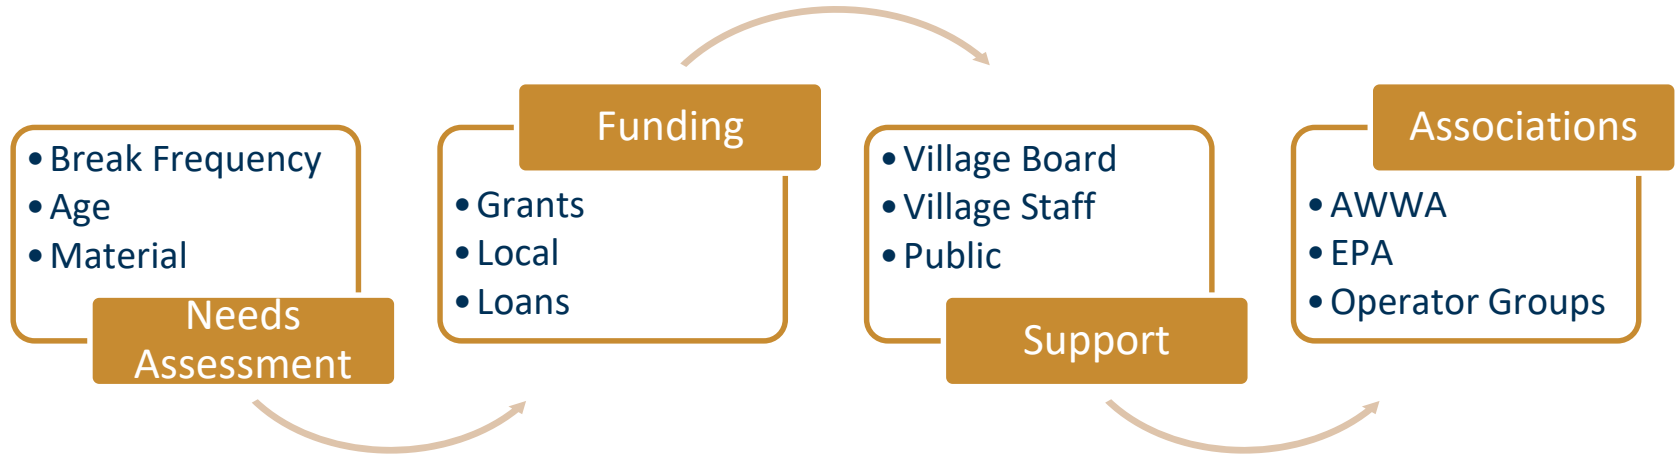 • Break Frequency
• Age
• Material
Needs
Assessment
Funding
• Grants
• Local
• Loans
• Village Board
• Village Staff
• Public
Support
Associations
• AWWA
• EPA
• Operator Groups